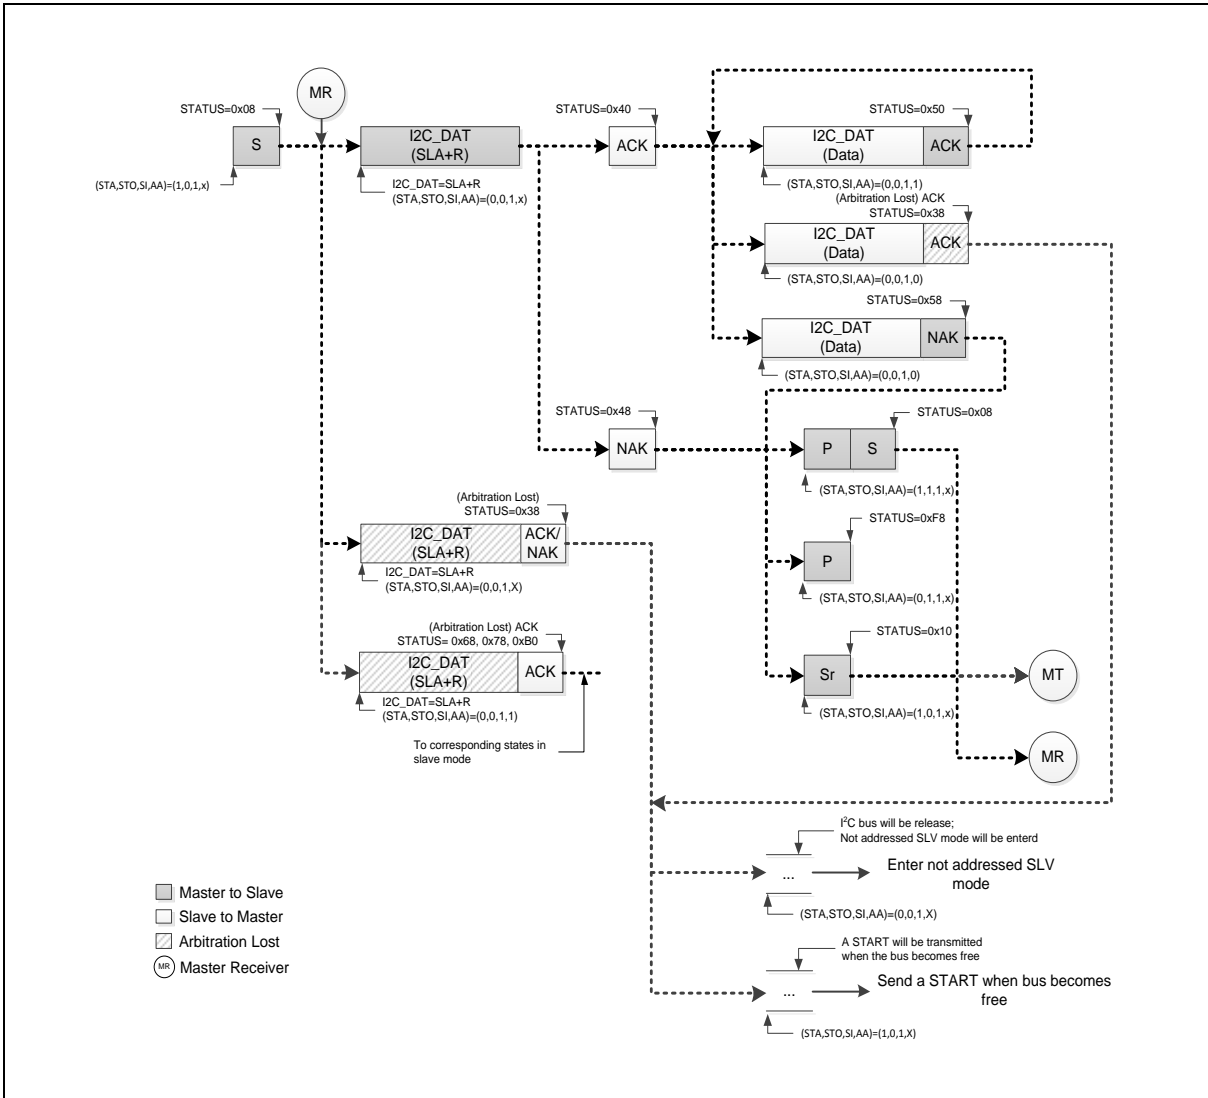 MR
STATUS=0x08
STATUS=0x40
STATUS=0x50
S
I2C_DAT
(SLA+R)
ACK
I2C_DAT
(Data)
ACK
(STA,STO,SI,AA)=(1,0,1,x)
I2C_DAT=SLA+R
(STA,STO,SI,AA)=(0,0,1,x)
(STA,STO,SI,AA)=(0,0,1,1)
(Arbitration Lost) ACK
STATUS=0x38
I2C_DAT
(Data)
ACK
(STA,STO,SI,AA)=(0,0,1,0)
STATUS=0x58
I2C_DAT
(Data)
NAK
(STA,STO,SI,AA)=(0,0,1,0)
STATUS=0x48
STATUS=0x08
NAK
P
S
(STA,STO,SI,AA)=(1,1,1,x)
(Arbitration Lost)
STATUS=0x38
STATUS=0xF8
I2C_DAT
(SLA+R)
ACK/
NAK
P
I2C_DAT=SLA+R
(STA,STO,SI,AA)=(0,0,1,X)
(STA,STO,SI,AA)=(0,1,1,x)
(Arbitration Lost) ACK
STATUS= 0x68, 0x78, 0xB0
STATUS=0x10
I2C_DAT
(SLA+R)
ACK
Sr
MT
I2C_DAT=SLA+R
(STA,STO,SI,AA)=(0,0,1,1)
(STA,STO,SI,AA)=(1,0,1,x)
To corresponding states in
slave mode
MR
I²C bus will be release;
Not addressed SLV mode will be enterd
...
Enter not addressed SLV
mode
(STA,STO,SI,AA)=(0,0,1,X)
Master to Slave
Slave to Master
Arbitration Lost
MR
Master Receiver
A START will be transmitted
when the bus becomes free
...
Send a START when bus becomes
free
(STA,STO,SI,AA)=(1,0,1,X)